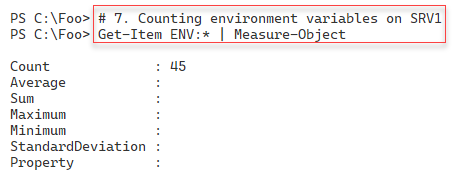 PS C:\Foo> # 7. Counting environment variables on SRV1
PS C:\Foo> Get-Item ENV:* | Measure-Object
Count             : 45
Average           :
Sum               :
Maximum           :
Minimum           :
StandardDeviation :
Property          :